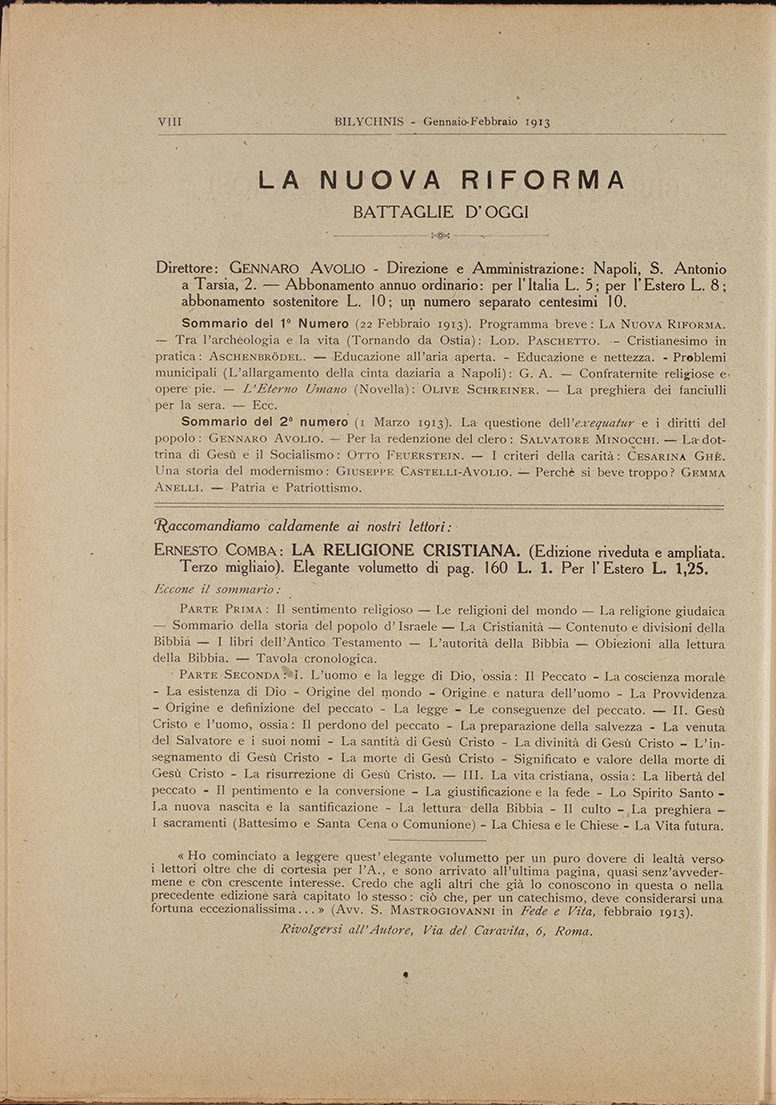 VIII BILYCHNIS - Gennaio-Febbraio 1913
LA NUOVA RIFORMA
BATTAGLIE D'OGGI
Direttore: GENNARO AVOLIO - Direzione e Amministrazione: Napoli, S. Antonio
a Tarsia, 2. — Abbonamento annuo ordinario: per l'Italia L. 5; per l'Estero L. 8;
abbonamento sostenitore L. 10; un numero separato centesimi 10.
Sommario del 1º Numero (22 Febbraio 1913). Programma breve: LA NUOVA RIFORMA.
— Tra l'archeologia e la vita (Tornando da Ostia): LOD. PASCHETTO. - Cristianesimo in
pratica: ASCHENBRÖDEL. — Educazione all'aria aperta. - Educazione e nettezza. - Problemi
municipali (L'allargamento della cinta daziaria a Napoli): G. A. — Confraternite religiose e
opere pie. — L'Eterno Umano (Novella): OLIVE SCHREINER. — La preghiera dei fanciulli
per la sera. — Ecc.
Sommario del 2º numero (1 Marzo 1913). La questione dell'exequatur e i diritti del
popolo: GENNARO AVOLIO. — Per la redenzione del clero: SALVATORE MINOCCHI. — La dot-
trina di Gesù e il Socialismo: OTTO FEUERSTEIN. — I criteri della carità: CESARINA GHÈ.
Una storia del modernismo: GIUSEPPE CASTELLI-AVOLIO. — Perchè si beve troppo? GEMMA
ANELLI. — Patria e Patriottismo.
Raccomandiamo caldamente ai nostri lettori:
ERNESTO COMBA: LA RELIGIONE CRISTIANA. (Edizione riveduta e ampliata.
Terzo migliaio). Elegante volumetto di pag. 160 L. 1. Per l'Estero L. 1,25.
Eccone il sommario:
PARTE PRIMA: Il sentimento religioso — Le religioni del mondo — La religione giudaica
— Sommario della storia del popolo d'Israele — La Cristianità — Contenuto e divisioni della
Bibbia — I libri dell'Antico Testamento — L'autorità della Bibbia — Obiezioni alla lettura
della Bibbia. — Tavola cronologica.
PARTE SECONDA: I. L'uomo e la legge di Dio, ossia: Il Peccato - La coscienza morale
- La esistenza di Dio - Origine del mondo - Origine e natura dell'uomo - La Provvidenza
- Origine e definizione del peccato - La legge - Le conseguenze del peccato. — II. Gesù
Cristo e l'uomo, ossia: Il perdono del peccato - La preparazione della salvezza - La venuta
del Salvatore e i suoi nomi - La santità di Gesù Cristo - La divinità di Gesù Cristo - L'in-
segnamento di Gesù Cristo - La morte di Gesù Cristo - Significato e valore della morte di
Gesù Cristo - La risurrezione di Gesù Cristo. — III. La vita cristiana, ossia: La libertà del
peccato - Il pentimento e la conversione - La giustificazione e la fede - Lo Spirito Santo -
La nuova nascita e la santificazione - La lettura della Bibbia - Il culto - La preghiera -
I sacramenti (Battesimo e Santa Cena o Comunione) - La Chiesa e le Chiese - La Vita futura.
« Ho cominciato a leggere quest'elegante volumetto per un puro dovere di lealtà verso
i lettori oltre che di cortesia per l'A., e sono arrivato all'ultima pagina, quasi senz'avveder-
mene e con crescente interesse. Credo che agli altri che già lo conoscono in questa o nella
precedente edizione sarà capitato lo stesso: ciò che, per un catechismo, deve considerarsi una
fortuna eccezionalissima... » (Avv. S. MASTROGIOVANNI in Fede e Vita, febbraio 1913).
Rivolgersi all'Autore, Via del Caravita, 6, Roma.